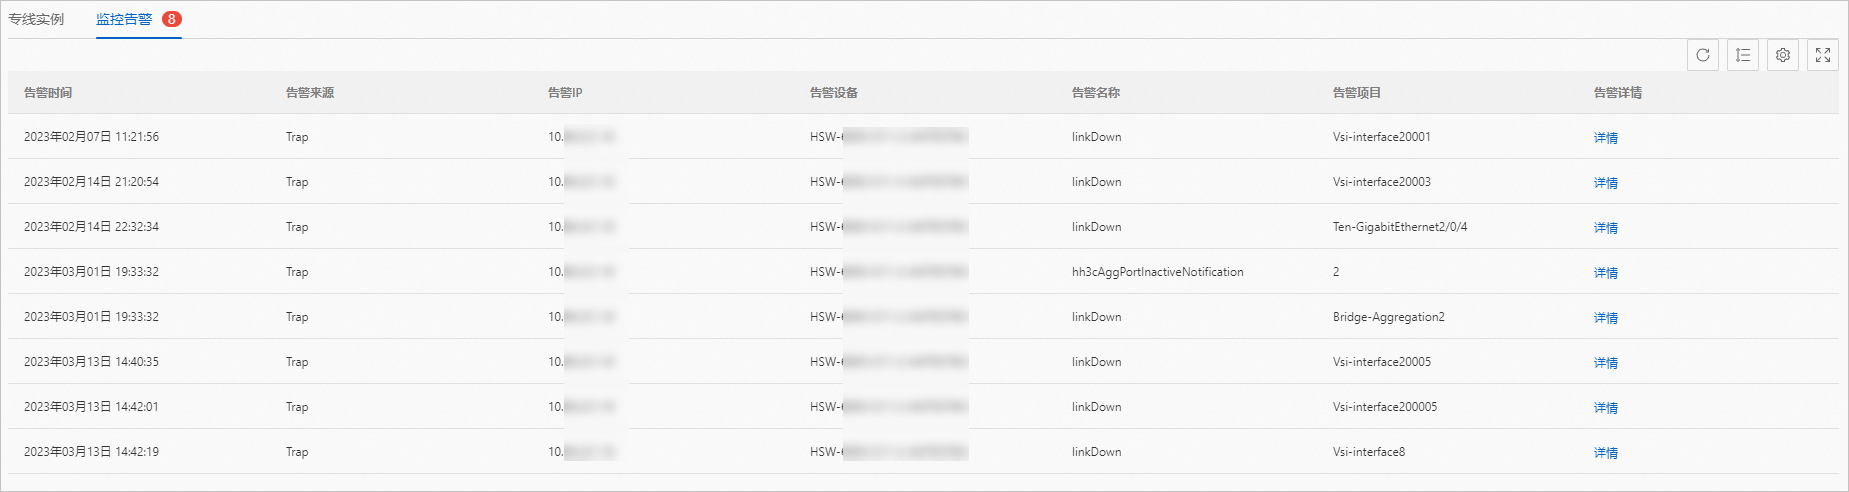 专线实例 监控告警 8
告警时间 告警来源 告警IP 告警设备 告警名称 告警项目 告警详情
2023年02月07日 11:21:56 Trap 10. HSW- linkDown Vsi-interface20001 详情
2023年02月14日 21:20:54 Trap 10. HSW- linkDown Vsi-interface20003 详情
2023年02月14日 22:32:34 Trap 10. HSW- linkDown Ten-GigabitEthernet2/0/4 详情
2023年03月01日 19:33:32 Trap 10. HSW- hh3cAggPortInactiveNotification 2 详情
2023年03月01日 19:33:32 Trap 10. HSW- linkDown Bridge-Aggregation2 详情
2023年03月13日 14:40:35 Trap 10. HSW- linkDown Vsi-interface20005 详情
2023年03月13日 14:42:01 Trap 10. HSW- linkDown Vsi-interface200005 详情
2023年03月13日 14:42:19 Trap 10. HSW- linkDown Vsi-interface8 详情